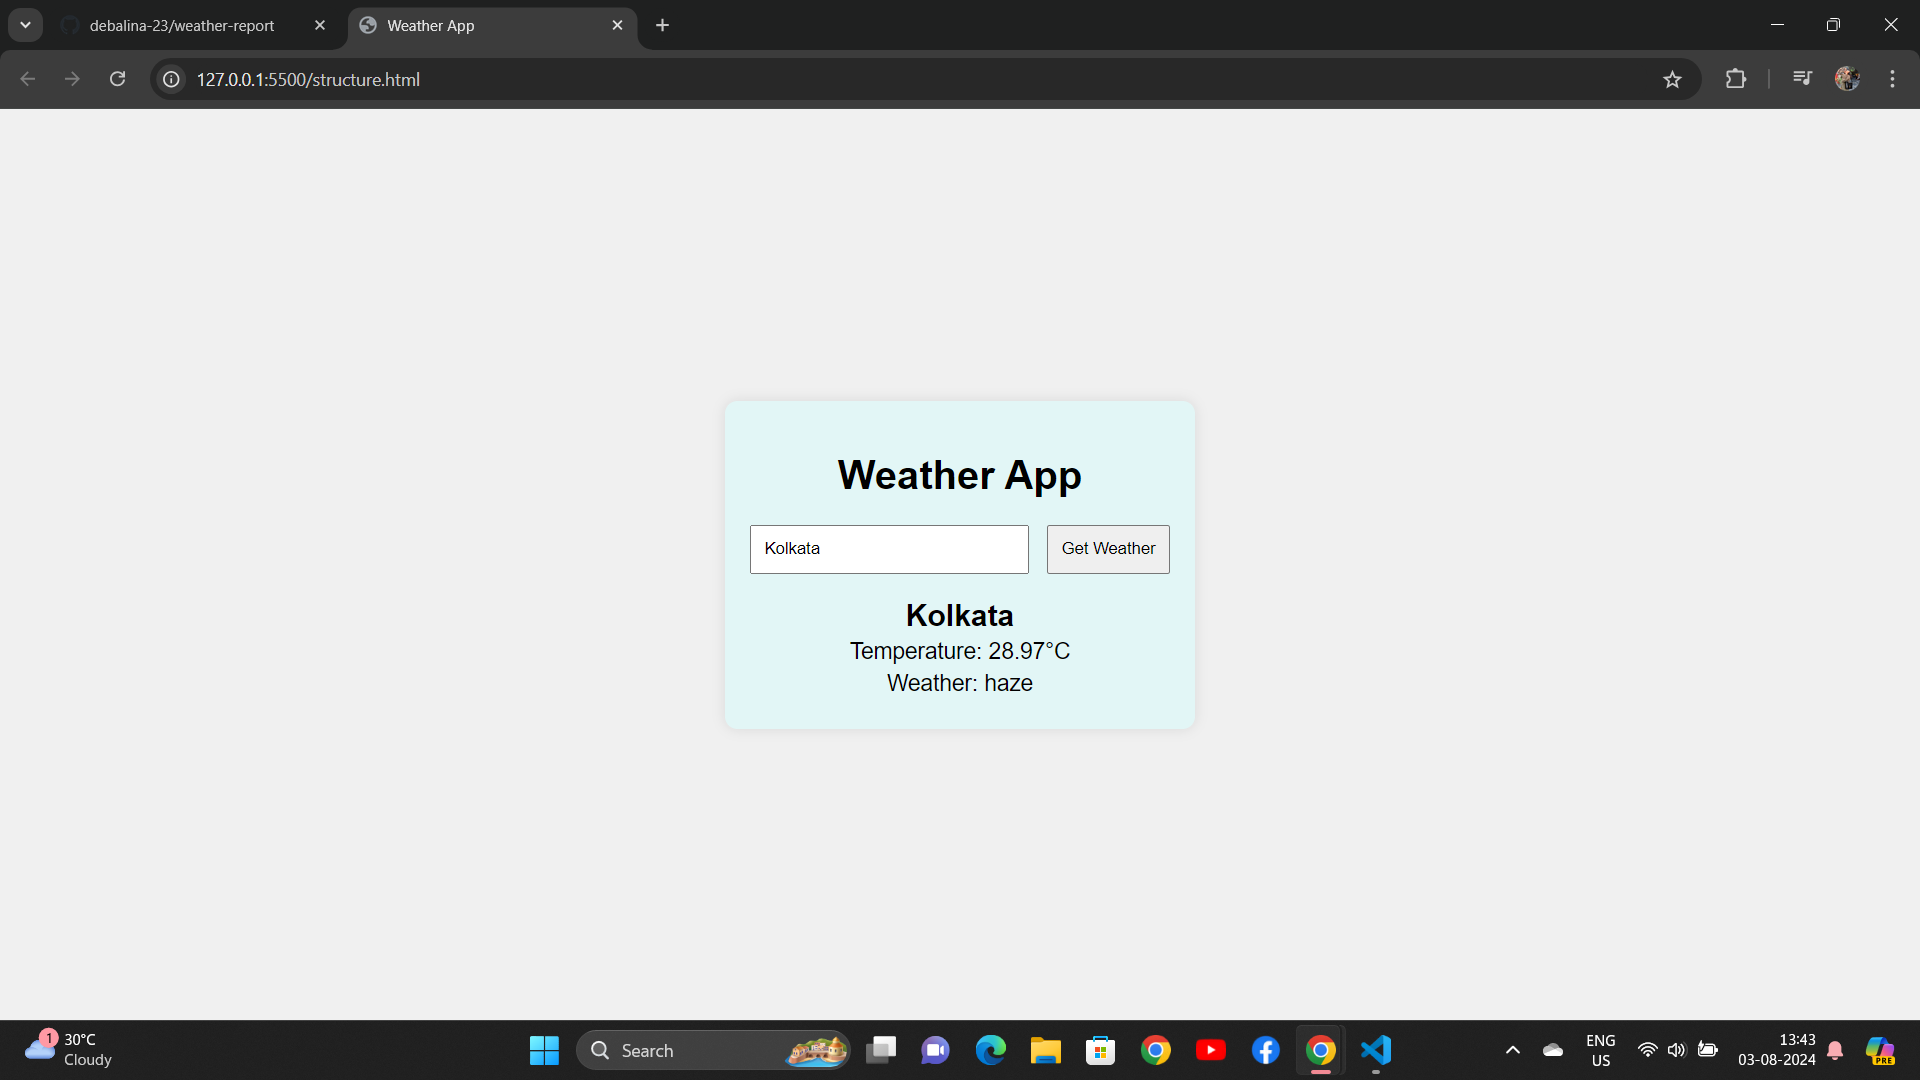 debalina-23/weather-report
Weather App
127.0.0.1:5500/structure.html
Weather App
Kolkata
Get Weather
Kolkata
Temperature: 28.97°C
Weather: haze
1
30°C
Cloudy
Search
ENG
US
13:43
03-08-2024
PRE